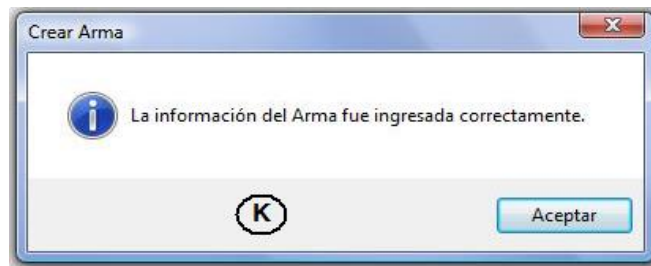 Crear Arma
La información del Arma fue ingresada correctamente.
K
Aceptar